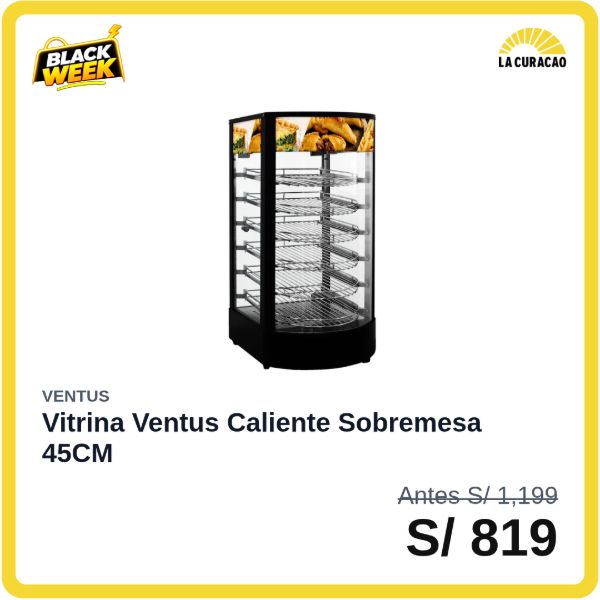 BLACK
WEEK
LA CURACAO
VENTUS
Vitrina Ventus Caliente Sobremesa
45CM
Antes S/ 1,199
S/ 819